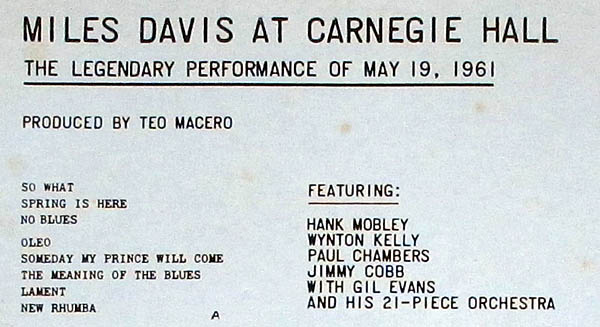 MILES DAVIS AT CARNEGIE HALL
THE LEGENDARY PERFORMANCE OF MAY 19, 1961
PRODUCED BY TEO MACERO
SO WHAT
SPRING IS HERE
NO BLUES
OLEO
SOMEDAY MY PRINCE WILL COME
THE MEANING OF THE BLUES
LAMENT
NEW RHUMBA
FEATURING:
HANK MOBLEY
WYNTON KELLY
PAUL CHAMBERS
JIMMY COBB
WITH GIL EVANS
AND HIS 21-PIECE ORCHESTRA
A